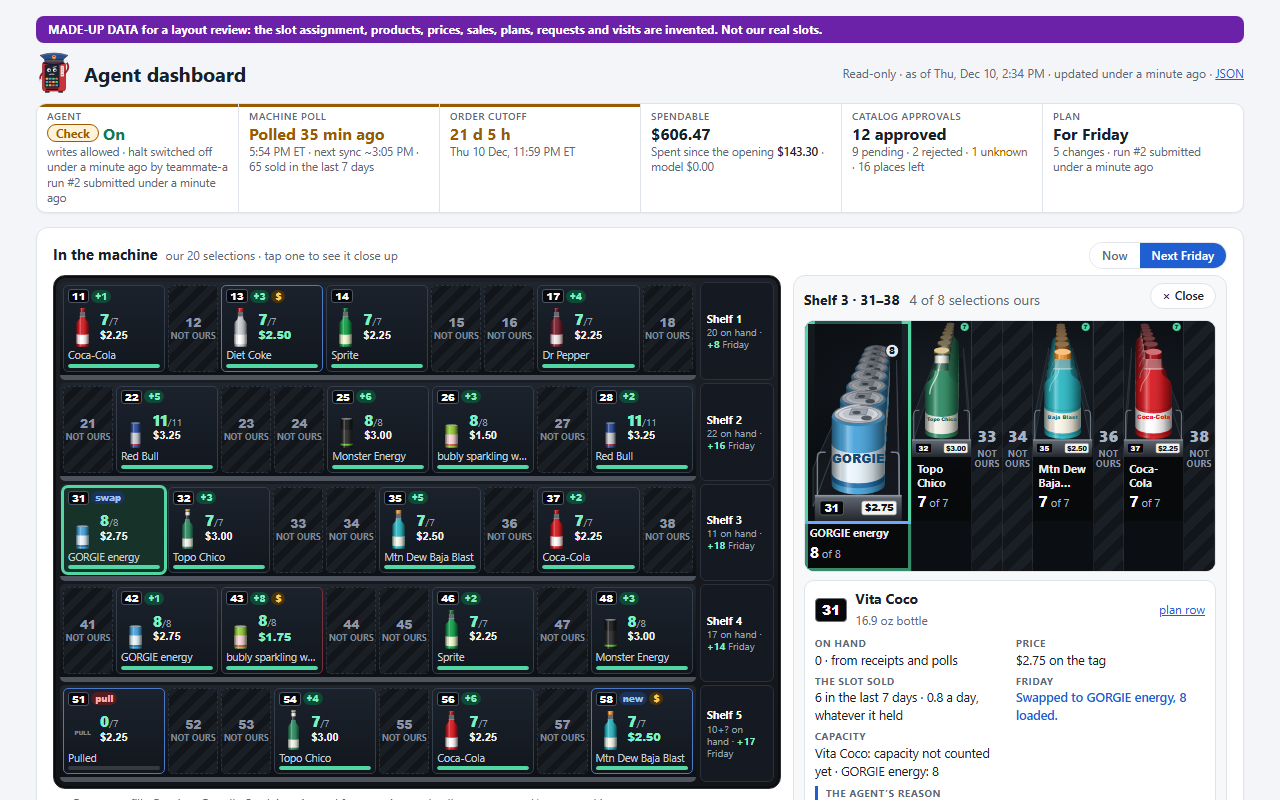 MADE-UP DATA for a layout review: the slot assignment, products, prices, sales, plans, requests and visits are invented. Not our real slots.
Agent dashboard
Read-only · as of Thu, Dec 10, 2:34 PM · updated under a minute ago · JSON
AGENT
Check On
writes allowed · halt switched off
under a minute ago by teammate-a
run #2 submitted under a minute
ago
MACHINE POLL
Polled 35 min ago
5:54 PM ET · next sync ~3:05 PM ·
65 sold in the last 7 days
ORDER CUTOFF
21 d 5 h
Thu 10 Dec, 11:59 PM ET
SPENDABLE
$606.47
Spent since the opening $143.30 ·
model $0.00
CATALOG APPROVALS
12 approved
9 pending · 2 rejected · 1 unknown
· 16 places left
PLAN
For Friday
5 changes · run #2 submitted
under a minute ago
In the machine our 20 selections · tap one to see it close up
Now Next Friday
11 +1
7/7
$2.25
Coca-Cola
12
NOT OURS
13 +3 $
7/7
$2.50
Diet Coke
14
7/7
$2.25
Sprite
15
NOT OURS
16
NOT OURS
17 +4
7/7
$2.25
Dr Pepper
18
NOT OURS
Shelf 1
20 on hand ·
+8 Friday
21
NOT OURS
22 +5
11/11
$3.25
Red Bull
23
NOT OURS
24
NOT OURS
25 +6
8/8
$3.00
Monster Energy
26 +3
8/8
$1.50
bubly sparkling w...
27
NOT OURS
28 +2
11/11
$3.25
Red Bull
Shelf 2
22 on hand ·
+16 Friday
31 swap
8/8
$2.75
GORGIE energy
32 +3
7/7
$3.00
Topo Chico
33
NOT OURS
34
NOT OURS
35 +5
7/7
$2.50
Mtn Dew Baja Blast
36
NOT OURS
37 +2
7/7
$2.25
Coca-Cola
38
NOT OURS
Shelf 3
11 on hand ·
+18 Friday
41
NOT OURS
42 +1
8/8
$2.75
GORGIE energy
43 +8 $
8/8
$1.75
bubly sparkling w...
44
NOT OURS
45
NOT OURS
46 +2
7/7
$2.25
Sprite
47
NOT OURS
48 +3
8/8
$3.00
Monster Energy
Shelf 4
17 on hand ·
+14 Friday
51 pull
0/7
PULL
$2.25
Pulled
52
NOT OURS
53
NOT OURS
54 +4
7/7
$3.00
Topo Chico
55
NOT OURS
56 +6
7/7
$2.25
Coca-Cola
57
NOT OURS
58 new $
7/7
$2.50
Mtn Dew Baja Blast
Shelf 5
10+? on
hand · +17
Friday
Shelf 3 · 31–38 4 of 8 selections ours
× Close
8
GORGIE
31 $2.75
GORGIE energy
8 of 8
7
Topo Chico
32 $3.00
Topo
Chico
7 of 7
33
NOT
OURS
34
NOT
OURS
7
Baja Blast
35 $2.50
Mtn Dew
Baja...
7 of 7
36
NOT
OURS
7
Coca-Cola
37 $2.25
Coca-
Cola
7 of 7
38
NOT
OURS
31
Vita Coco
16.9 oz bottle
plan row
ON HAND
0 · from receipts and polls
PRICE
$2.75 on the tag
THE SLOT SOLD
6 in the last 7 days · 0.8 a day,
whatever it held
FRIDAY
Swapped to GORGIE energy, 8
loaded.
CAPACITY
Vita Coco: capacity not counted
yet · GORGIE energy: 8
THE AGENT'S REASON